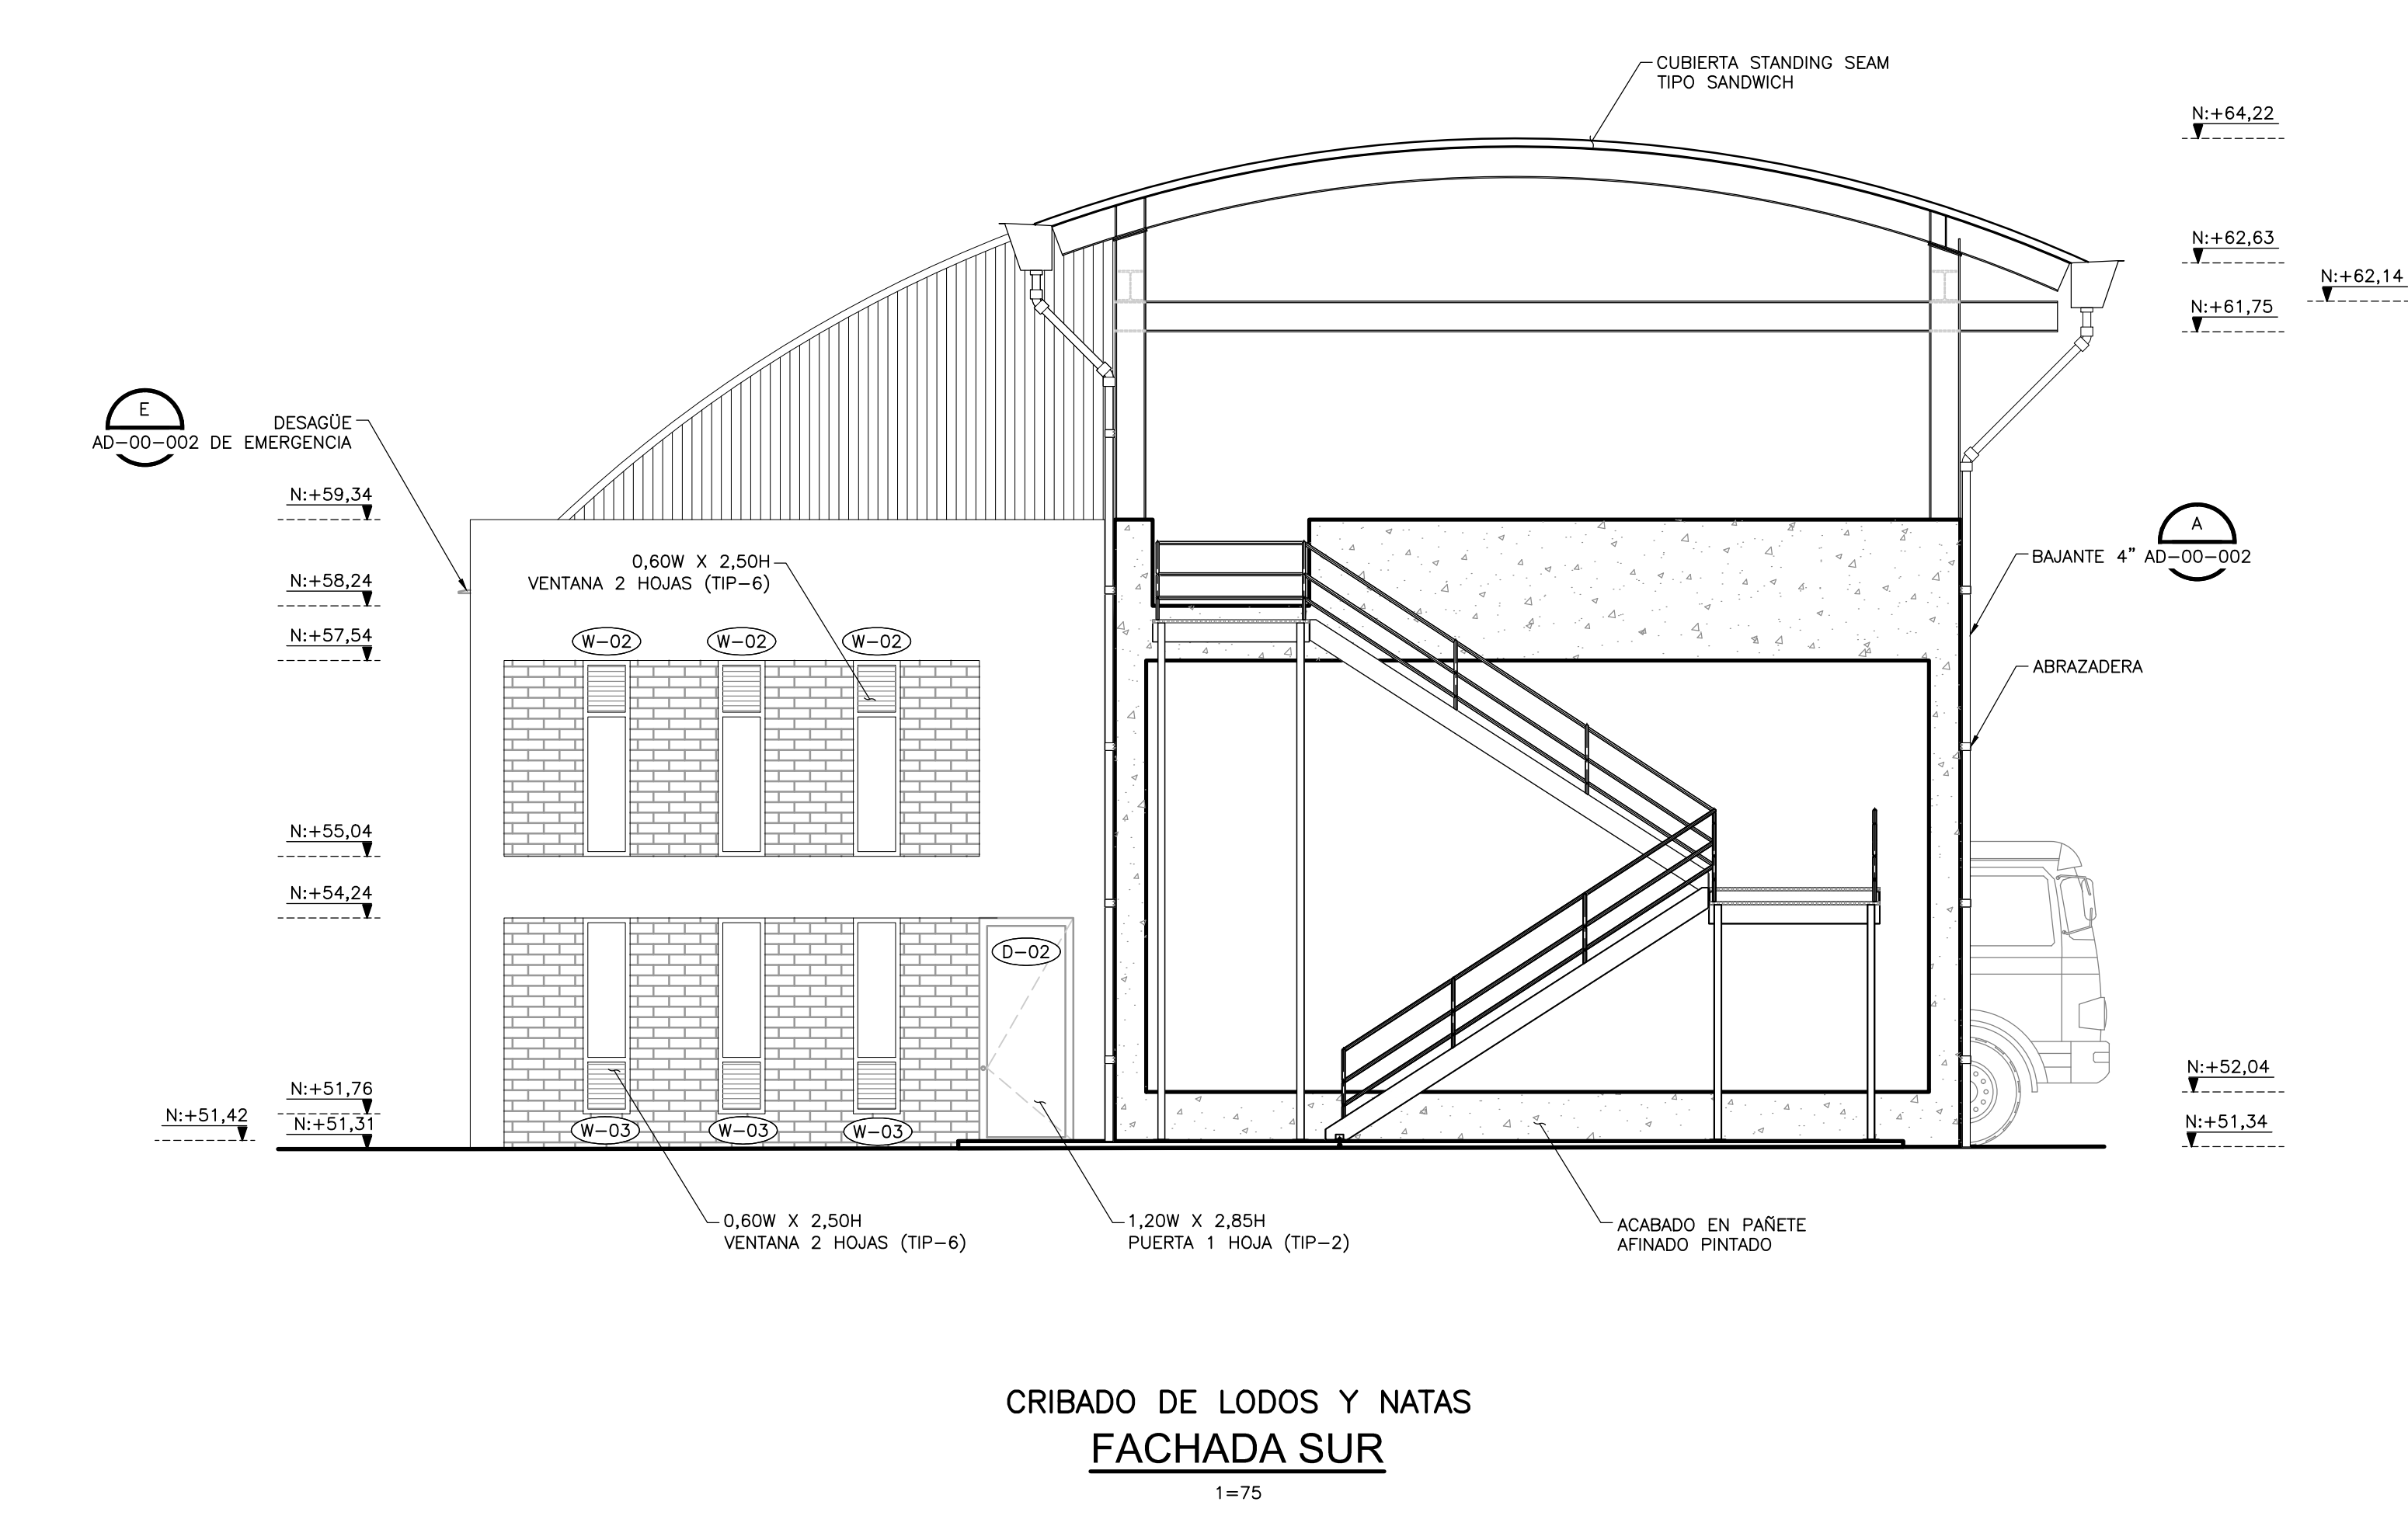 CUBIERTA STANDING SEAM
TIPO SANDWICH
N:+64,22
N:+62,63
N:+62,14
N:+61,75
E
AD-00-002
DESAGÜE
DE EMERGENCIA
N:+59,34
N:+58,24
N:+57,54
0,60W X 2,50H
VENTANA 2 HOJAS (TIP-6)
W-02
W-02
W-02
A
BAJANTE 4" AD-00-002
ABRAZADERA
N:+55,04
N:+54,24
D-02
N:+51,76
N:+51,42
N:+51,31
W-03
W-03
W-03
N:+52,04
N:+51,34
0,60W X 2,50H
VENTANA 2 HOJAS (TIP-6)
1,20W X 2,85H
PUERTA 1 HOJA (TIP-2)
ACABADO EN PAÑETE
AFINADO PINTADO
CRIBADO DE LODOS Y NATAS
FACHADA SUR
1=75